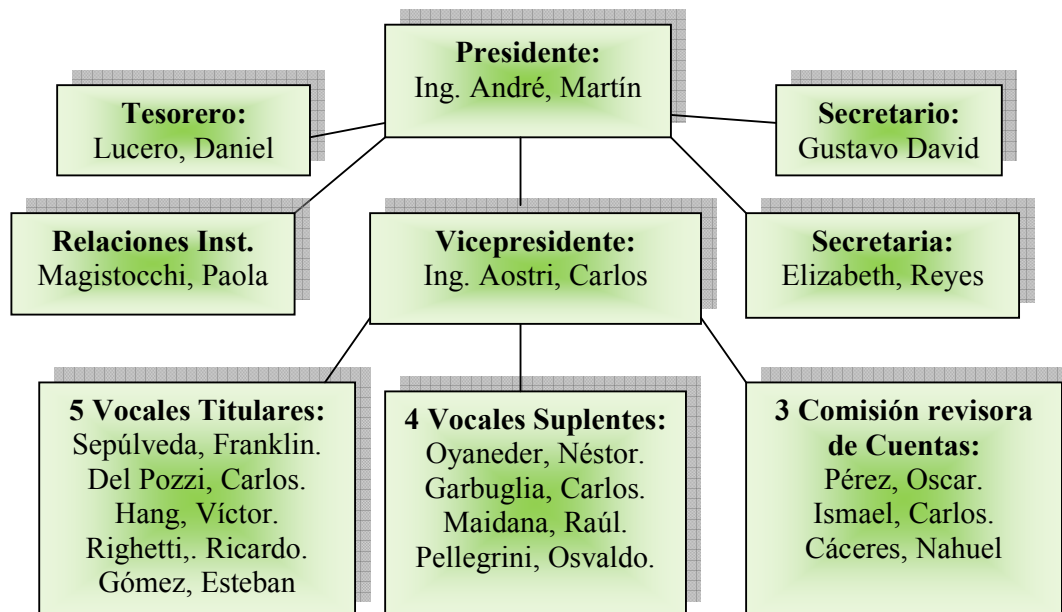 Presidente:
Ing. André, Martín
Tesorero:
Lucero, Daniel
Secretario:
Gustavo David
Relaciones Inst.
Magistocchi, Paola
Vicepresidente:
Ing. Aostri, Carlos
Secretaria:
Elizabeth, Reyes
5 Vocales Titulares:
Sepúlveda, Franklin.
Del Pozzi, Carlos.
Hang, Víctor.
Righetti,. Ricardo.
Gómez, Esteban
4 Vocales Suplentes:
Oyaneder, Néstor.
Garbuglia, Carlos.
Maidana, Raúl.
Pellegrini, Osvaldo.
3 Comisión revisora
de Cuentas:
Pérez, Oscar.
Ismael, Carlos.
Cáceres, Nahuel